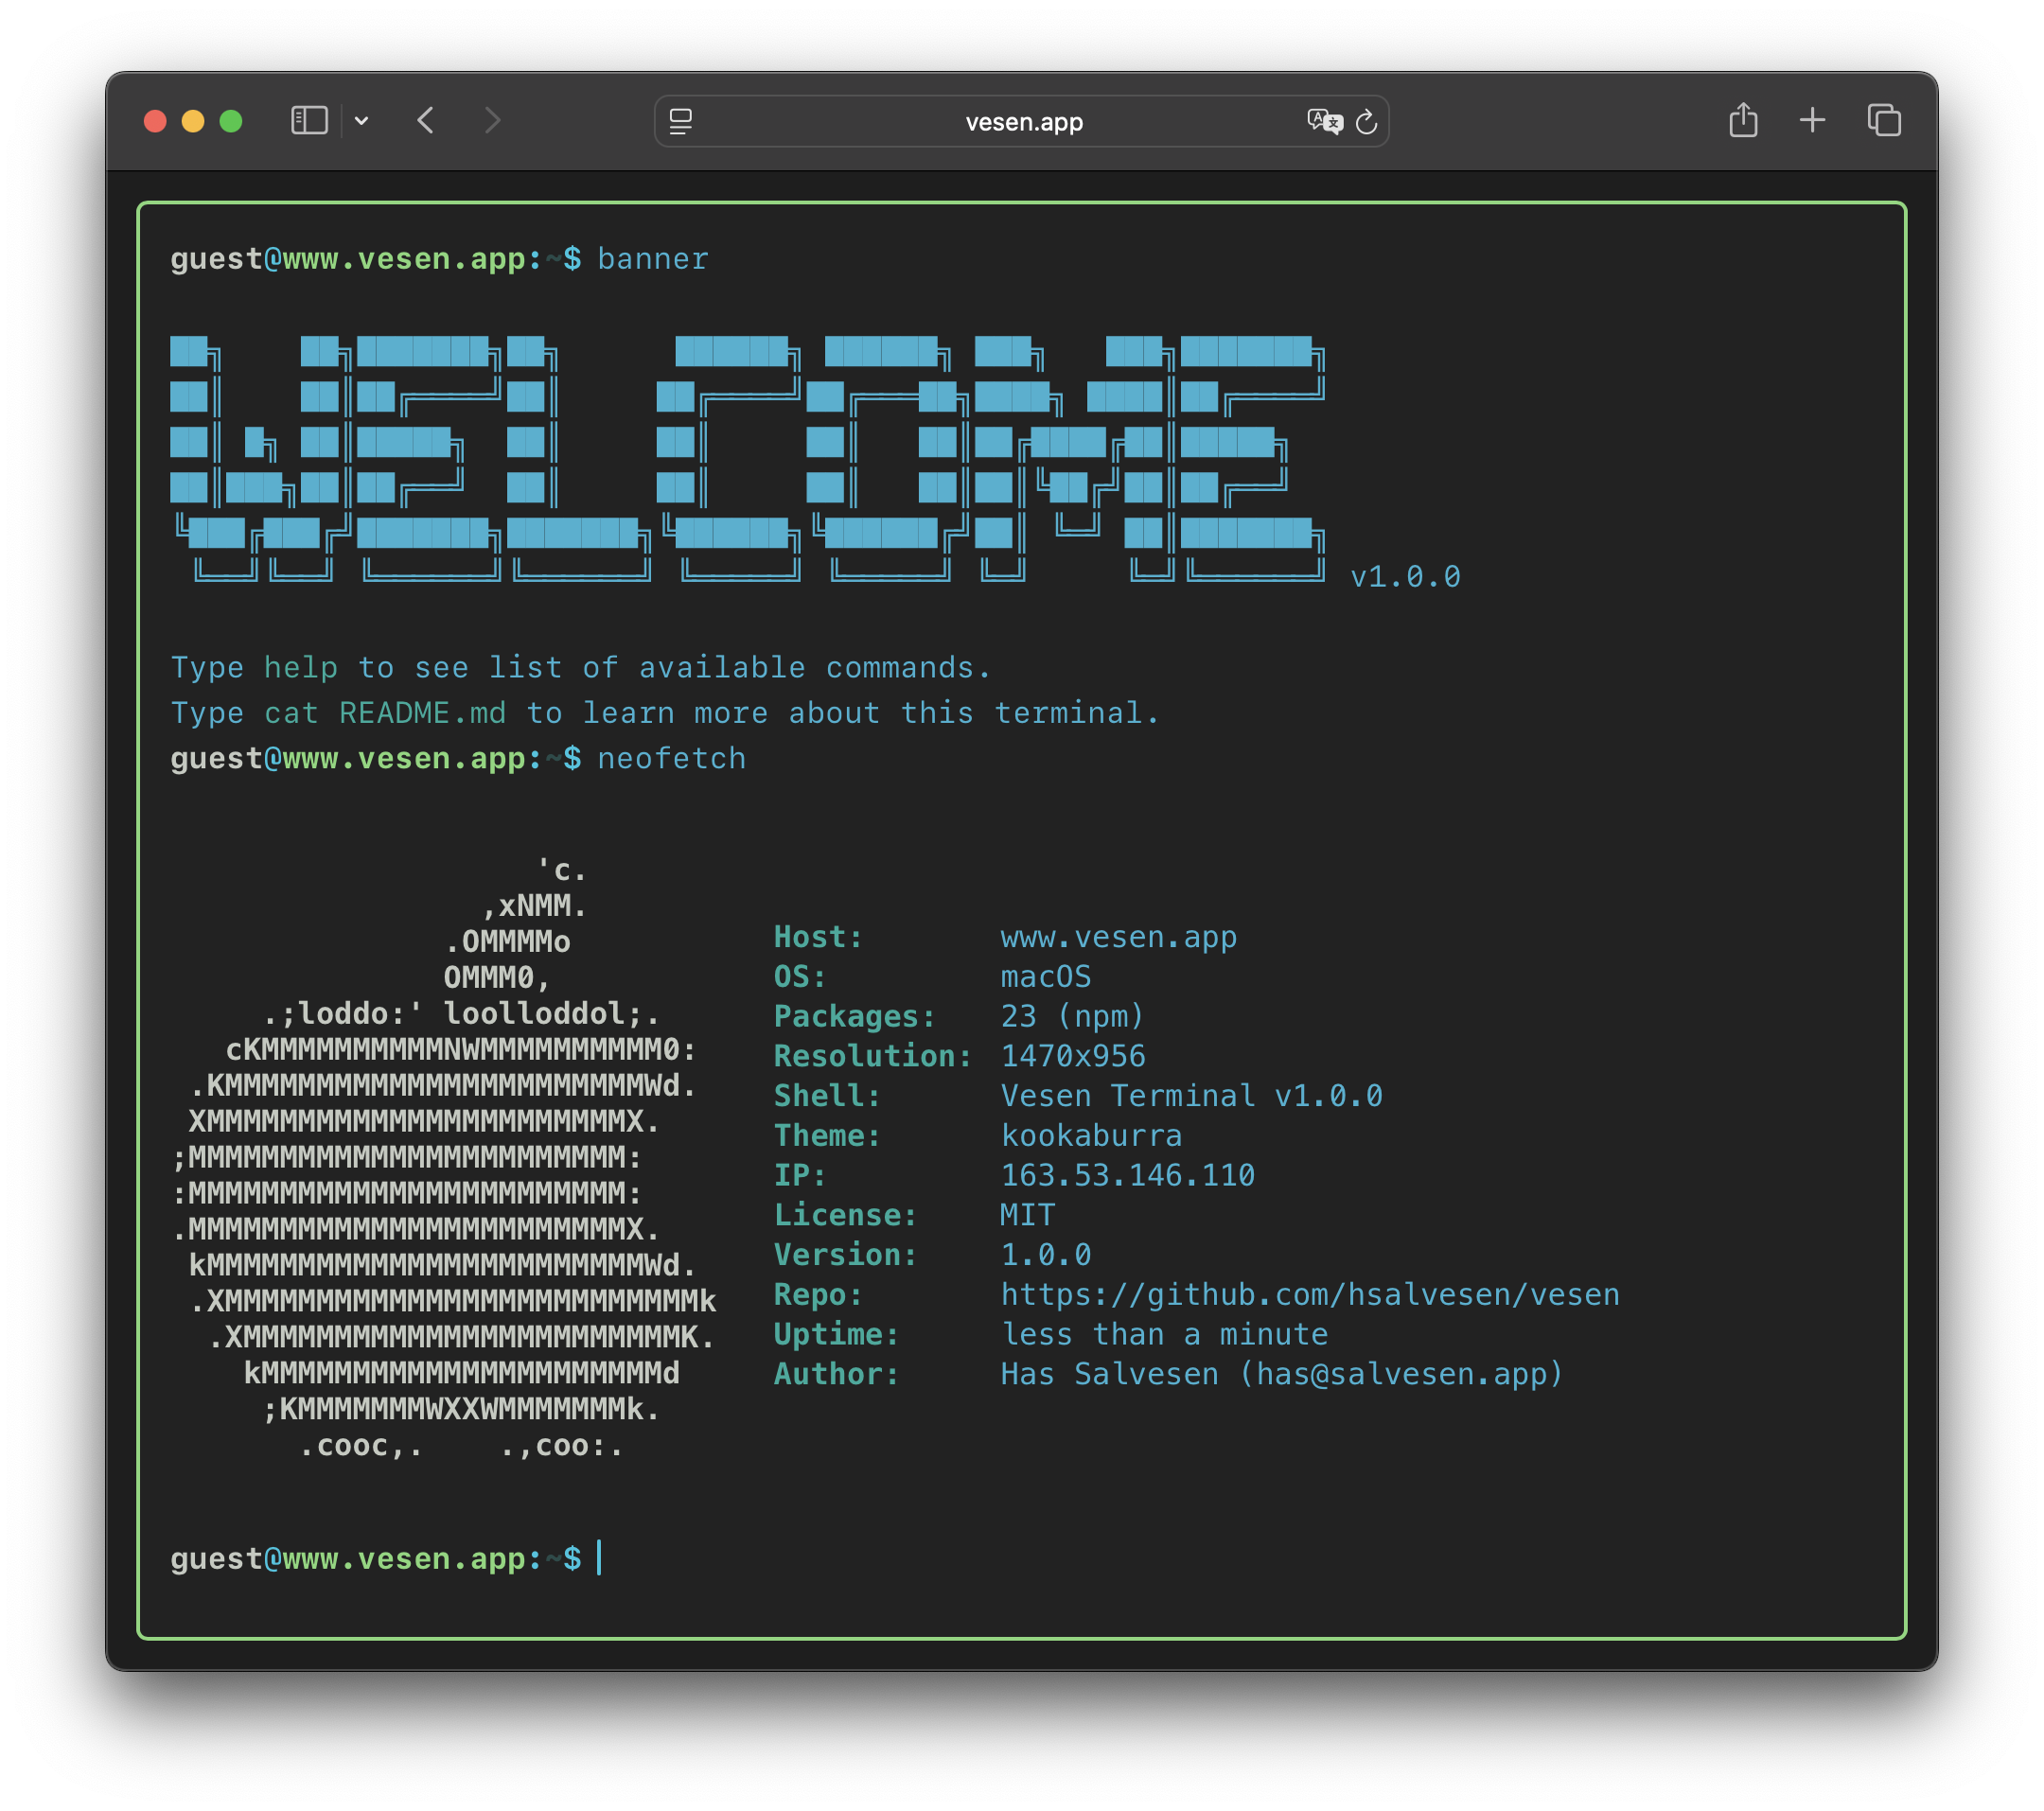 vesen.app
guest@www.vesen.app:~$ banner
WELCOME
v1.0.0
Type help to see list of available commands.
Type cat README.md to learn more about this terminal.
guest@www.vesen.app:~$ neofetch
'c.
,xNMM.
.OMMMMo
OMMM0,
.;loddo:' loolloddol;.
cKMMMMMMMMMMNWMMMMMMMMMM0:
.KMMMMMMMMMMMMMMMMMMMMMMMWd.
XMMMMMMMMMMMMMMMMMMMMMMMX.
;MMMMMMMMMMMMMMMMMMMMMMMM:
:MMMMMMMMMMMMMMMMMMMMMMMM:
.MMMMMMMMMMMMMMMMMMMMMMMMX.
kMMMMMMMMMMMMMMMMMMMMMMMMWd.
.XMMMMMMMMMMMMMMMMMMMMMMMMMMk
.XMMMMMMMMMMMMMMMMMMMMMMMMK.
kMMMMMMMMMMMMMMMMMMMMMMd
;KMMMMMMMWXXWMMMMMMMk.
.cooc,.    .,coo:.
Host: www.vesen.app
OS: macOS
Packages: 23 (npm)
Resolution: 1470x956
Shell: Vesen Terminal v1.0.0
Theme: kookaburra
IP: 163.53.146.110
License: MIT
Version: 1.0.0
Repo: https://github.com/hsalvesen/vesen
Uptime: less than a minute
Author: Has Salvesen (has@salvesen.app)
guest@www.vesen.app:~$